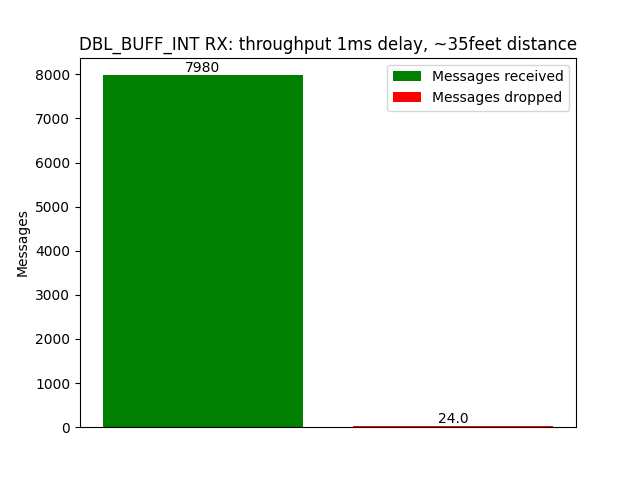 DBL_BUFF_INT RX: throughput 1ms delay, ~35feet distance
7980
Messages received
Messages dropped
8000
7000
6000
5000
4000
3000
2000
1000
0
Messages
24.0